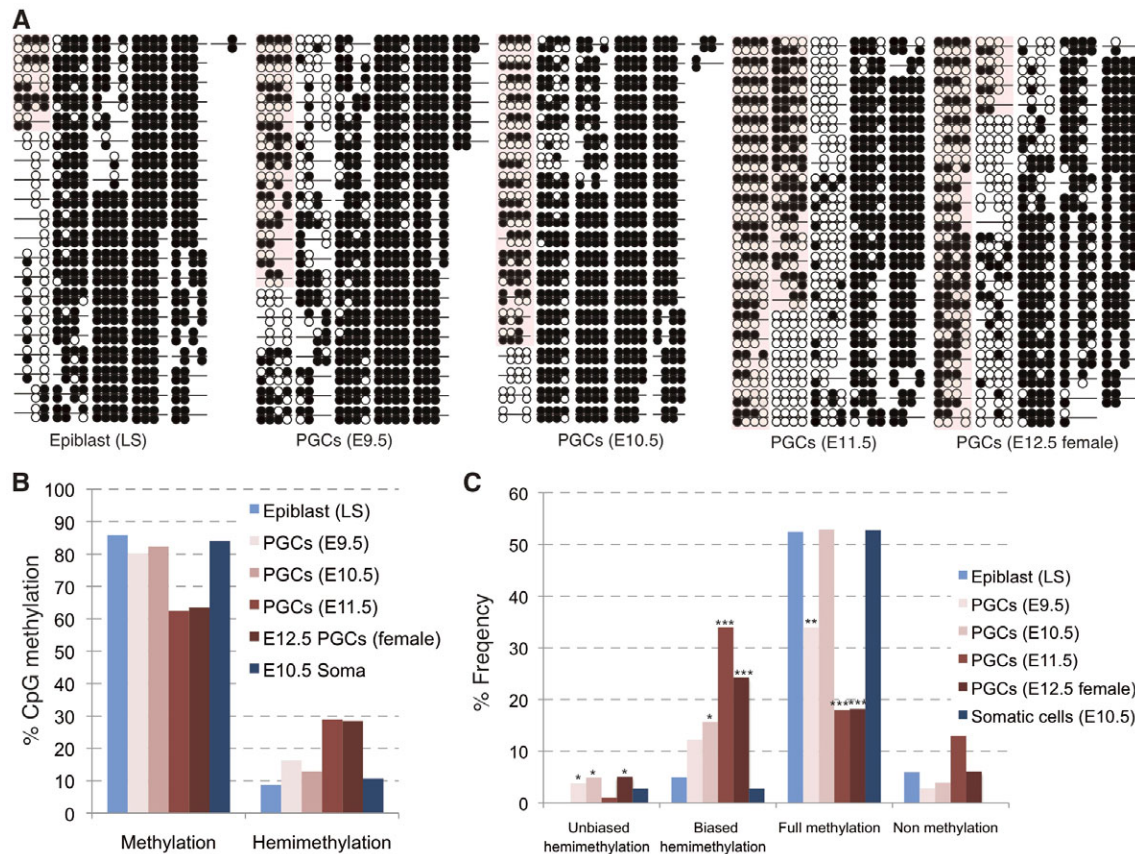 A
Epiblast (LS)
PGCs (E9.5)
PGCs (E10.5)
PGCs (E11.5)
PGCs (E12.5 female)
B
% CpG methylation
100
90
80
70
60
50
40
30
20
10
0
Epiblast (LS)
PGCs (E9.5)
PGCs (E10.5)
PGCs (E11.5)
E12.5 PGCs (female)
E10.5 Soma
Methylation
Hemimethylation
C
% Freqency
60
50
40
30
20
10
0
* * *
* *** ***
** *** ***
Epiblast (LS)
PGCs (E9.5)
PGCs (E10.5)
PGCs (E11.5)
PGCs (E12.5 female)
Somatic cells (E10.5)
Unbiased
hemimethylation
Biased
hemimethylation
Full methylation
Non methylation